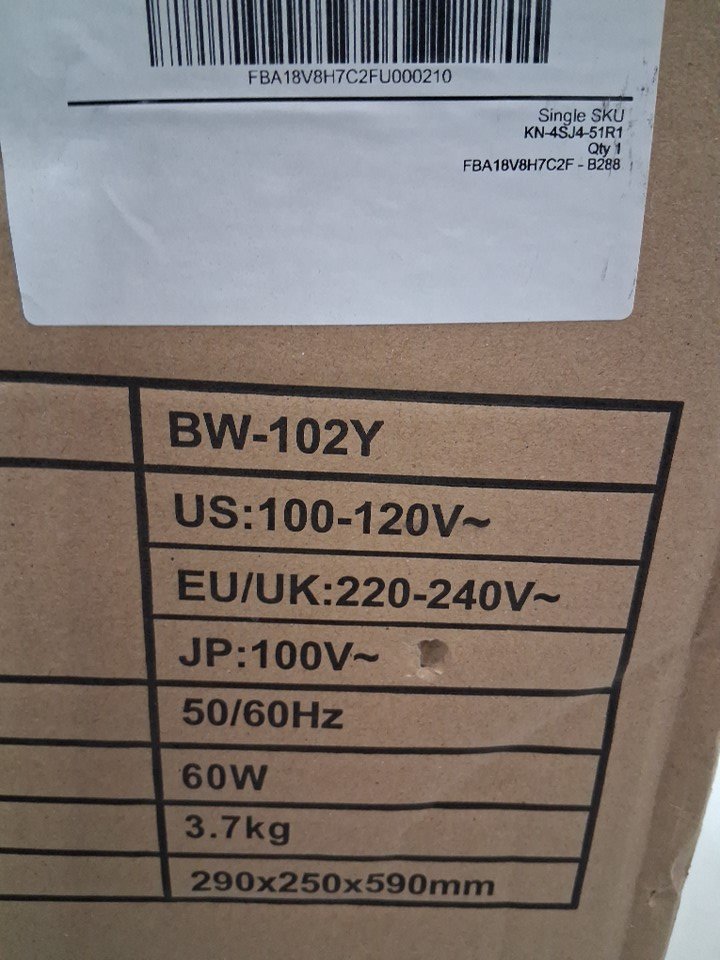 FBA18V8H7C2FU000210
Single SKU
KN-4SJ4-51R1
Qty 1
FBA18V8H7C2F - B288
BW-102Y
US:100-120V~
EU/UK:220-240V~
JP:100V~
50/60Hz
60W
3.7kg
290x250x590mm